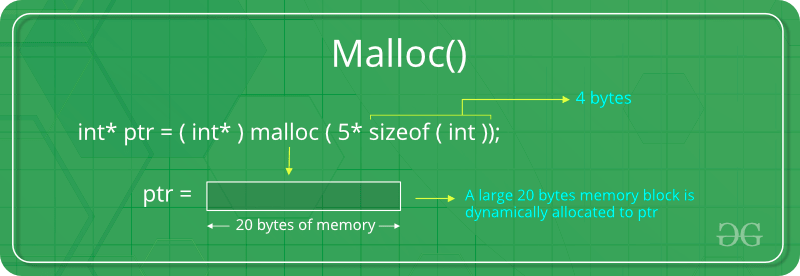 Malloc()
4 bytes
int* ptr = ( int* ) malloc ( 5* sizeof ( int ));
ptr =
A large 20 bytes memory block is
dynamically allocated to ptr
20 bytes of memory
GG